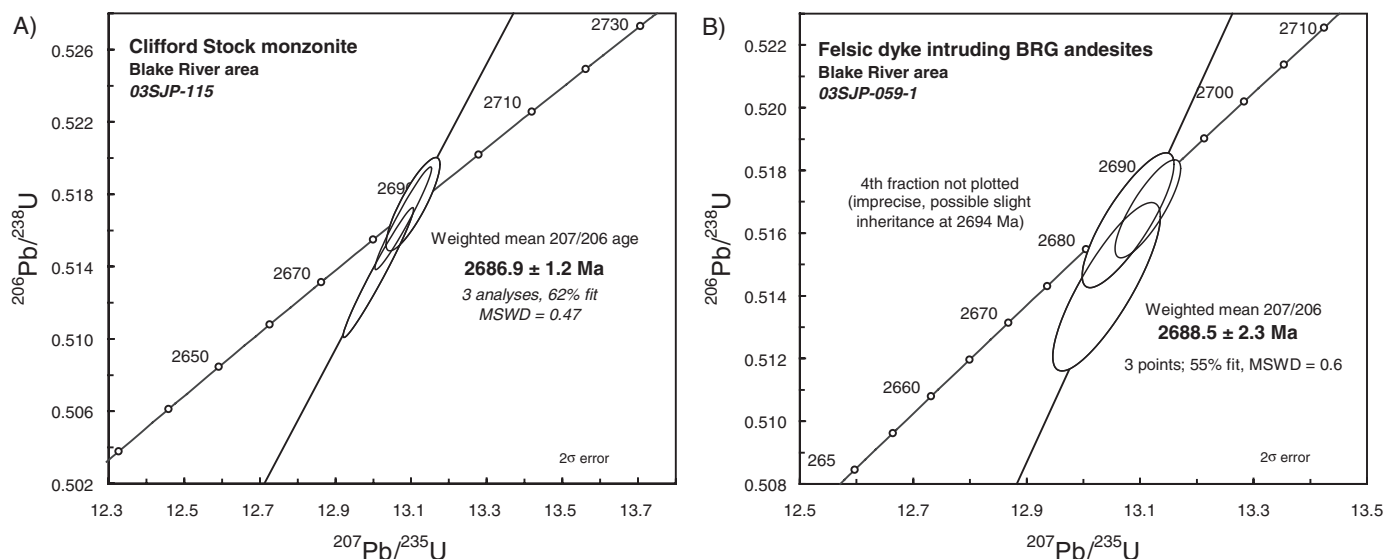 A)
Clifford Stock monzonite
Blake River area
03SJP-115
2730
2710
2690
2670
2650
Weighted mean 207/206 age
2686.9 ± 1.2 Ma
3 analyses, 62% fit
MSWD = 0.47
2σ error
0.526
0.522
0.518
0.514
0.510
0.506
0.502
206Pb/238U
12.3 12.5 12.7 12.9 13.1 13.3 13.5 13.7
207Pb/235U
B)
Felsic dyke intruding BRG andesites
Blake River area
03SJP-059-1
2710
2700
2690
2680
2670
2660
265
4th fraction not plotted
(imprecise, possible slight
inheritance at 2694 Ma)
Weighted mean 207/206
2688.5 ± 2.3 Ma
3 points; 55% fit, MSWD = 0.6
2σ error
0.522
0.520
0.518
0.516
0.514
0.512
0.510
0.508
206Pb/238U
12.5 12.7 12.9 13.1 13.3 13.5
207Pb/235U